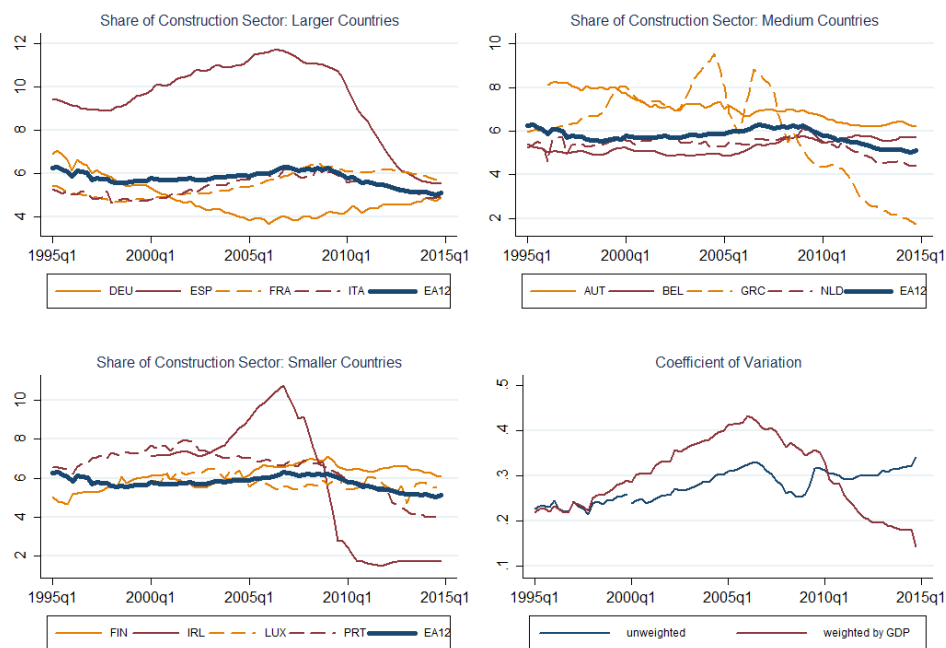 Share of Construction Sector: Larger Countries
12
10
8
6
4
1995q1 2000q1 2005q1 2010q1 2015q1
DEU ESP FRA ITA EA12
Share of Construction Sector: Medium Countries
10
8
6
4
2
1995q1 2000q1 2005q1 2010q1 2015q1
AUT BEL GRC NLD EA12
Share of Construction Sector: Smaller Countries
10
8
6
4
2
1995q1 2000q1 2005q1 2010q1 2015q1
FIN IRL LUX PRT EA12
Coefficient of Variation
.5
.4
.3
.2
.1
1995q1 2000q1 2005q1 2010q1 2015q1
unweighted weighted by GDP